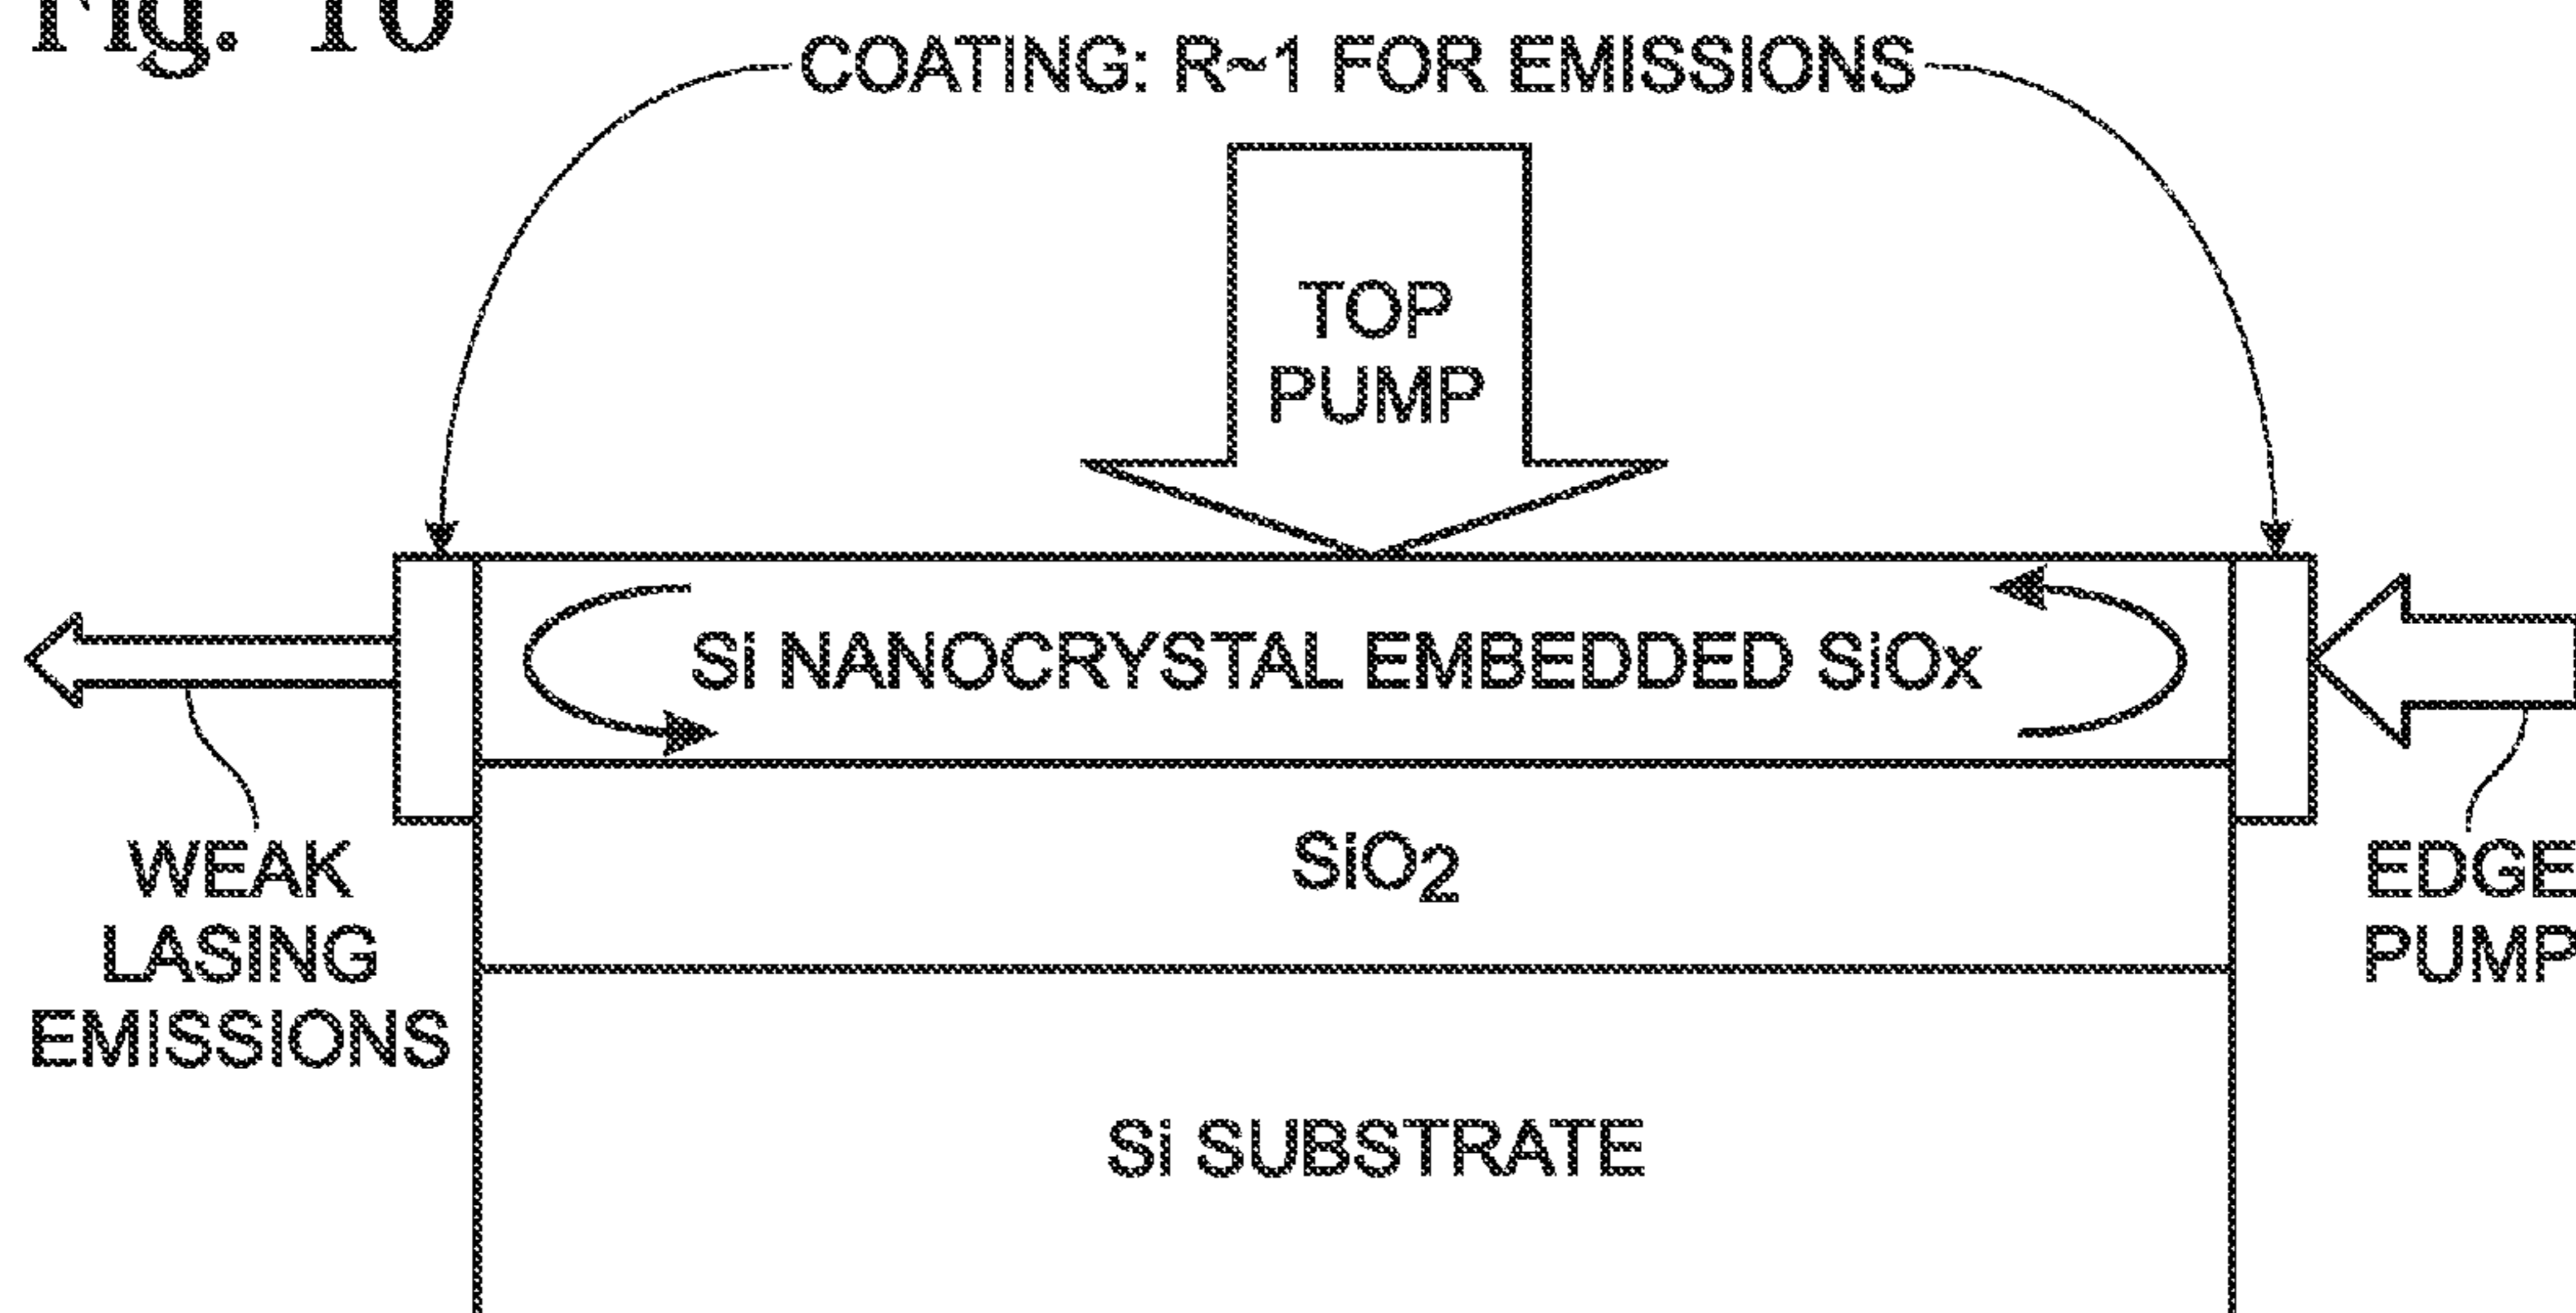 Fig. 10
COATING: R~1 FOR EMISSIONS
TOP
PUMP
Si NANOCRYSTAL EMBEDDED SiOx
SiO2
WEAK
LASING
EMISSIONS
EDGE
PUMP
Si SUBSTRATE